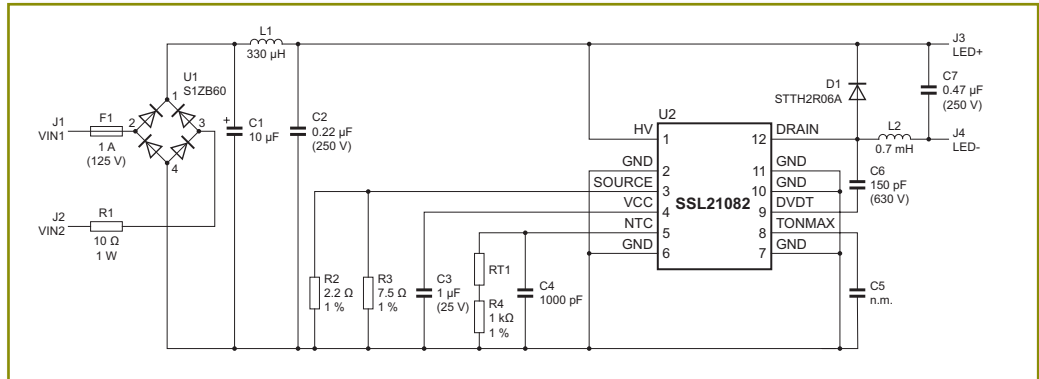 L1
330 µH
J3
LED+
U1
S1ZB60
1
2
3
4
J1
VIN1
F1
1 A
(125 V)
+
C1
10 µF
C2
0.22 µF
(250 V)
D1
STTH2R06A
C7
0.47 µF
(250 V)
U2
SSL21082
HV
1
GND
2
SOURCE
3
VCC
4
NTC
5
GND
6
DRAIN
12
GND
11
GND
10
DVDT
9
TONMAX
8
GND
7
L2
0.7 mH
J4
LED-
C6
150 pF
(630 V)
J2
VIN2
R1
10 Ω
1 W
R2
2.2 Ω
1 %
R3
7.5 Ω
1 %
C3
1 µF
(25 V)
RT1
R4
1 kΩ
1 %
C4
1000 pF
C5
n.m.